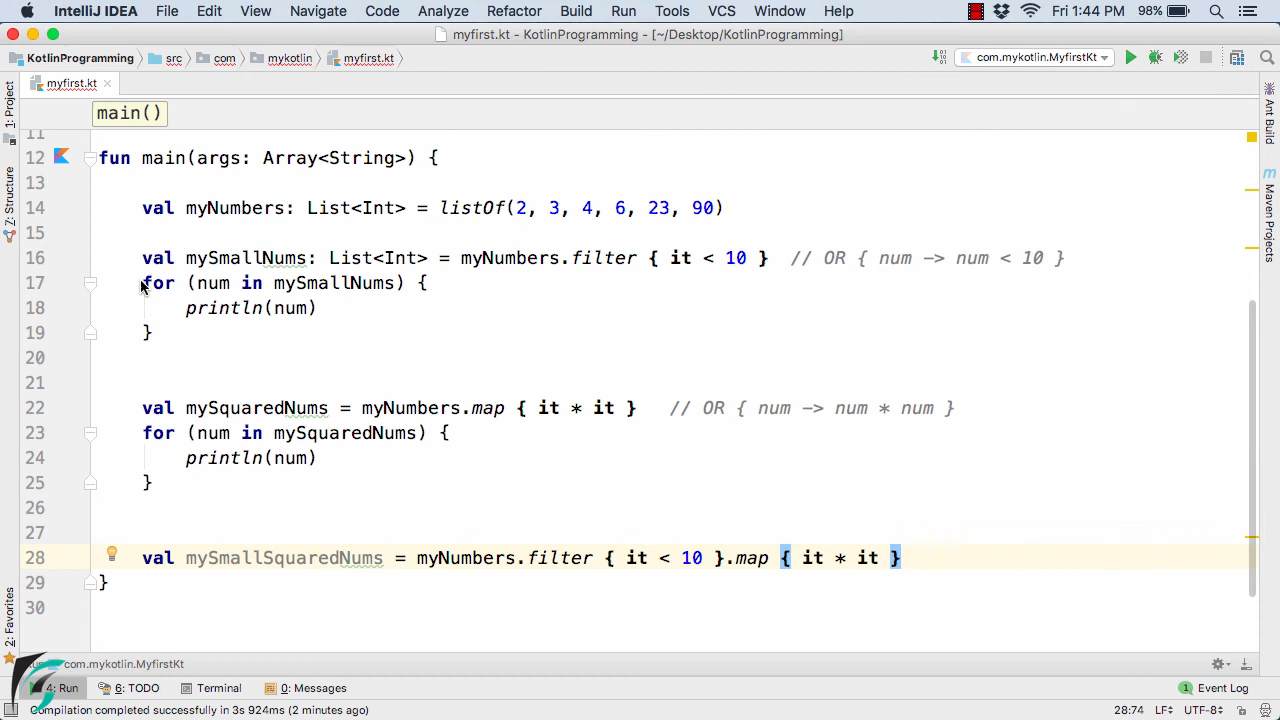 IntelliJ IDEA File Edit View Navigate Code Analyze Refactor Build Run Tools VCS Window Help Fri 1:44 PM 98%
myfirst.kt - KotlinProgramming - [~/Desktop/KotlinProgramming]
KotlinProgramming src com mykotlin myfirst.kt com.mykotlin.MyfirstKt
myfirst.kt
main()
11
12 fun main(args: Array<String>) {
13
14 val myNumbers: List<Int> = listOf(2, 3, 4, 6, 23, 90)
15
16 val mySmallNums: List<Int> = myNumbers.filter { it < 10 } // OR { num -> num < 10 }
17 for (num in mySmallNums) {
18 println(num)
19 }
20
21
22 val mySquaredNums = myNumbers.map { it * it } // OR { num -> num * num }
23 for (num in mySquaredNums) {
24 println(num)
25 }
26
27
28 val mySmallSquaredNums = myNumbers.filter { it < 10 }.map { it * it }
29 }
30
1: Project
7: Structure
2: Favorites
Ant Build
Maven Projects
com.mykotlin.MyfirstKt
4: Run 6: TODO Terminal 0: Messages 1 Event Log
Compilation completed successfully in 3s 924ms (2 minutes ago) 28:74 LF÷ UTF-8÷